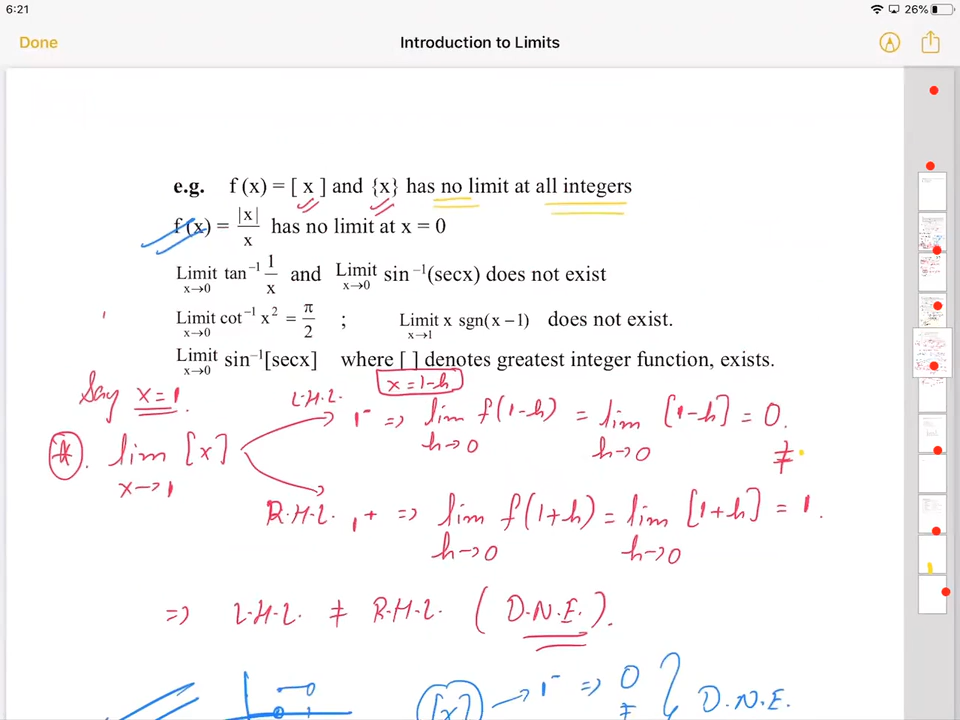 6:21 26%
Done Introduction to Limits
e.g. f (x) = [ x ] and {x} has no limit at all integers
f (x) = |x|/x has no limit at x = 0
Limit x→0 tan⁻¹ 1/x and Limit x→0 sin⁻¹(secx) does not exist
Limit x→0 cot⁻¹ x² = π/2 ; Limit x→1 x sgn(x − 1) does not exist.
Limit x→0 sin⁻¹[secx] where [ ] denotes greatest integer function, exists.
Say x=1.
x=1-h
L.H.L. 1⁻ => lim h→0 f(1-h) = lim h→0 [1-h] = 0.
lim x→1 [x]
≠
R.H.L. 1+ => lim h→0 f(1+h) = lim h→0 [1+h] = 1.
=> L.H.L. ≠ R.H.L. (D.N.E.).
[x] → 1⁻ => 0 } D.N.E.
≠